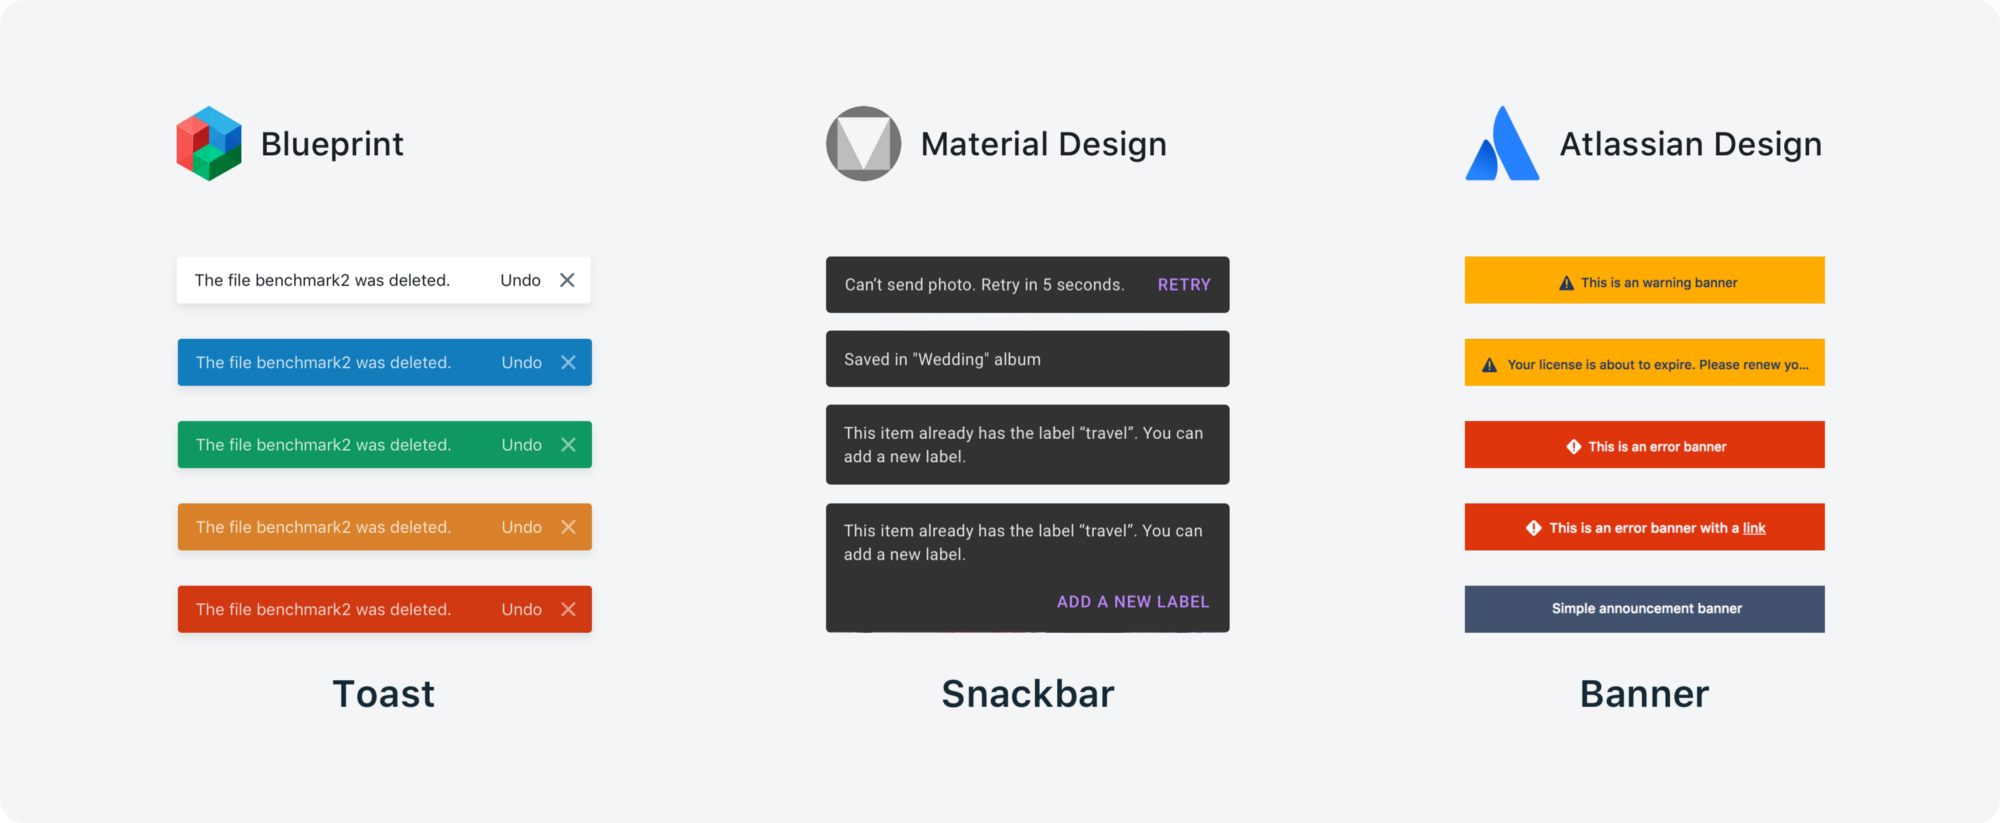 Blueprint
The file benchmark2 was deleted. Undo
The file benchmark2 was deleted. Undo
The file benchmark2 was deleted. Undo
The file benchmark2 was deleted. Undo
The file benchmark2 was deleted. Undo
Toast
Material Design
Can’t send photo. Retry in 5 seconds. RETRY
Saved in "Wedding" album
This item already has the label “travel”. You can
add a new label.
This item already has the label “travel”. You can
add a new label.
ADD A NEW LABEL
Snackbar
Atlassian Design
This is an warning banner
Your license is about to expire. Please renew yo...
This is an error banner
This is an error banner with a link
Simple announcement banner
Banner